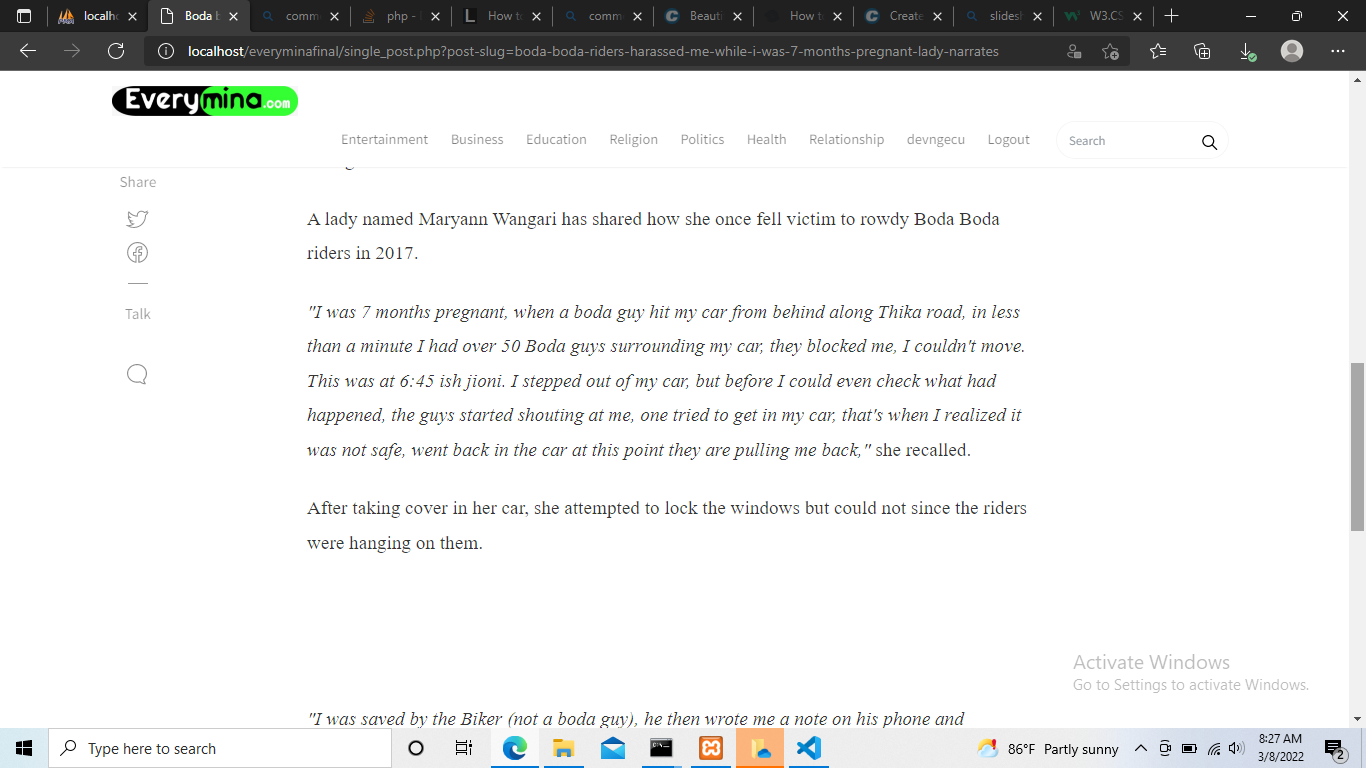 localhc
Boda b
comm
php -
How t
comm
Beauti
How to
Create
slidesh
W3.CS
localhost/everyminafinal/single_post.php?post-slug=boda-boda-riders-harassed-me-while-i-was-7-months-pregnant-lady-narrates
Everymina.com
Entertainment Business Education Religion Politics Health Relationship devngecu Logout Search
Share
A lady named Maryann Wangari has shared how she once fell victim to rowdy Boda Boda
riders in 2017.
Talk
"I was 7 months pregnant, when a boda guy hit my car from behind along Thika road, in less
than a minute I had over 50 Boda guys surrounding my car, they blocked me, I couldn't move.
This was at 6:45 ish jioni. I stepped out of my car, but before I could even check what had
happened, the guys started shouting at me, one tried to get in my car, that's when I realized it
was not safe, went back in the car at this point they are pulling me back," she recalled.
After taking cover in her car, she attempted to lock the windows but could not since the riders
were hanging on them.
"I was saved by the Biker (not a boda guy), he then wrote me a note on his phone and
Activate Windows
Go to Settings to activate Windows.
Type here to search
86°F Partly sunny
8:27 AM
3/8/2022
2